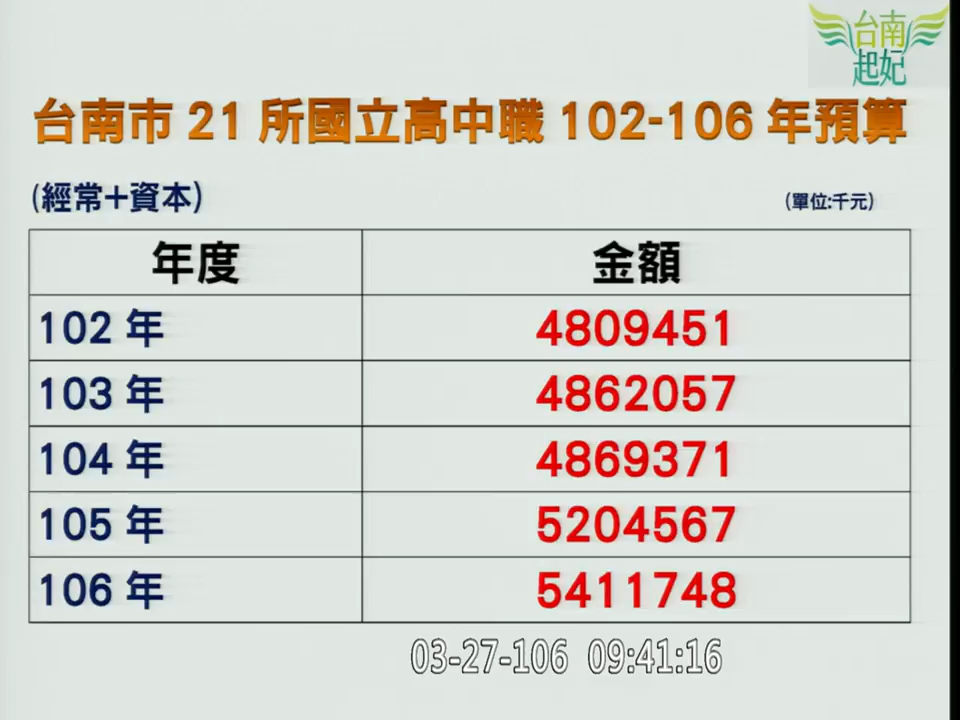 台南
起妃
台南市 21 所國立高中職 102-106 年預算
(經常+資本)
(單位:千元)
年度 金額
102 年 4809451
103 年 4862057
104 年 4869371
105 年 5204567
106 年 5411748
03-27-106 09:41:16